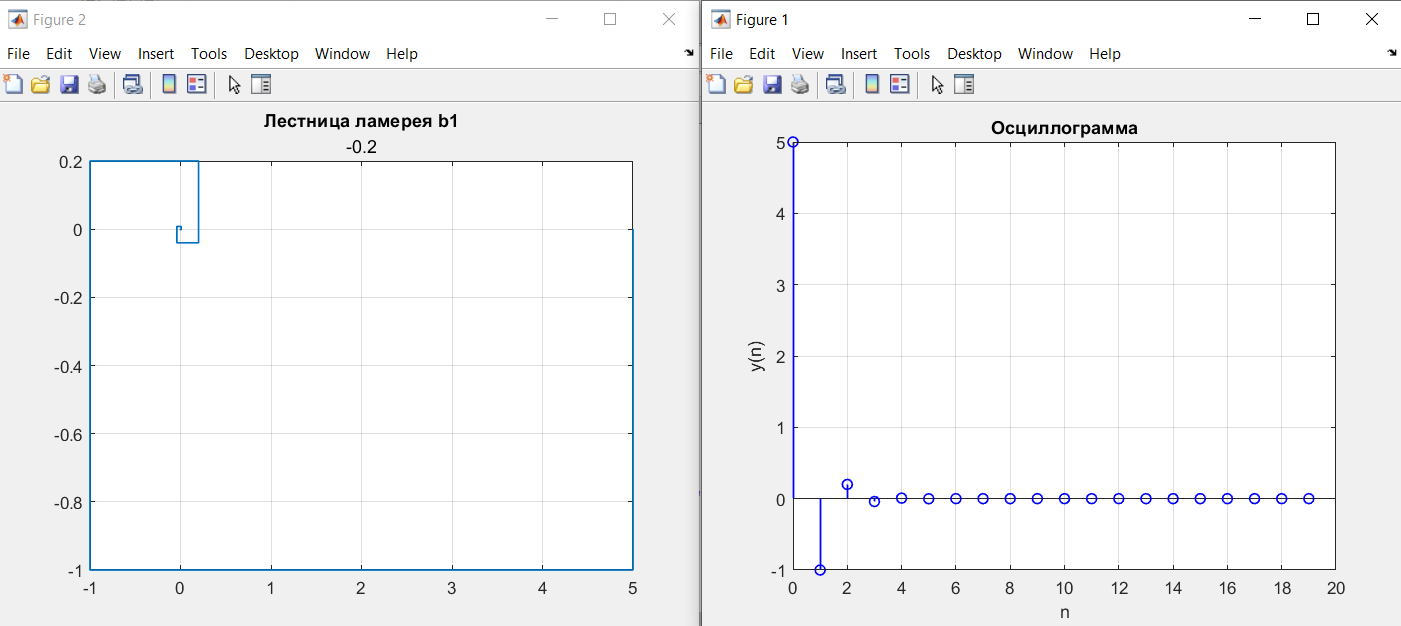 Figure 2
File Edit View Insert Tools Desktop Window Help
Лестница ламерея b1
-0.2
0.2
0
-0.2
-0.4
-0.6
-0.8
-1
-1 0 1 2 3 4 5
Figure 1
File Edit View Insert Tools Desktop Window Help
Осциллограмма
5
4
3
2
1
0
-1
y(n)
0 2 4 6 8 10 12 14 16 18 20
n